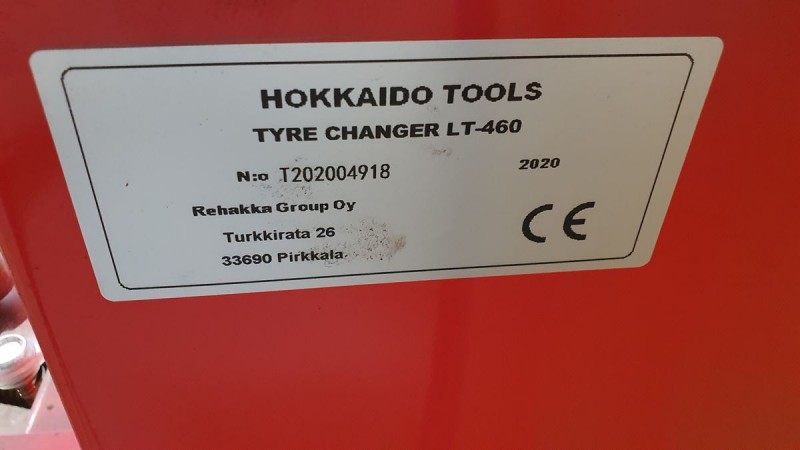 HOKKAIDO TOOLS
TYRE CHANGER LT-460
N:o T202004918 2020
Rehakka Group Oy
Turkkirata 26
33690 Pirkkala
CE